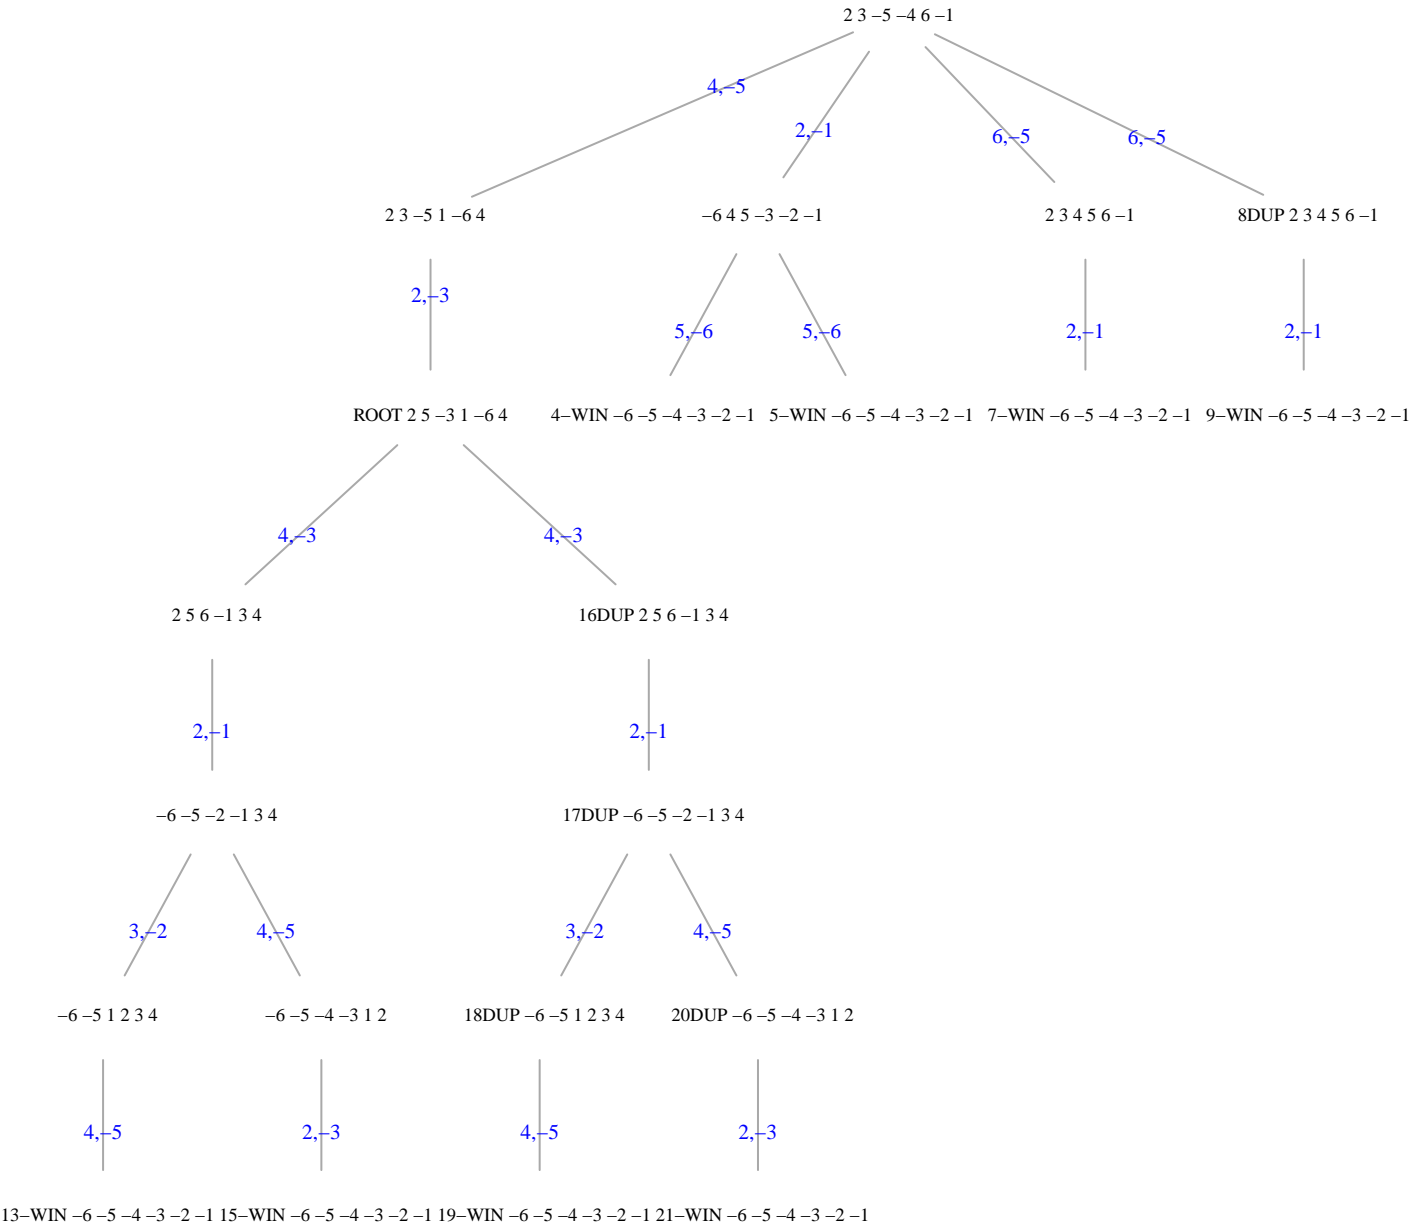 2 3 –5 –4 6 –1
4,–5
2,–1
6,–5
6,–5
2 3 –5 1 –6 4
–6 4 5 –3 –2 –1
2 3 4 5 6 –1
8DUP 2 3 4 5 6 –1
2,–3
5,–6
5,–6
2,–1
2,–1
ROOT 2 5 –3 1 –6 4
4–WIN –6 –5 –4 –3 –2 –1
5–WIN –6 –5 –4 –3 –2 –1
7–WIN –6 –5 –4 –3 –2 –1
9–WIN –6 –5 –4 –3 –2 –1
4,–3
4,–3
2 5 6 –1 3 4
16DUP 2 5 6 –1 3 4
2,–1
2,–1
–6 –5 –2 –1 3 4
17DUP –6 –5 –2 –1 3 4
3,–2
4,–5
3,–2
4,–5
–6 –5 1 2 3 4
–6 –5 –4 –3 1 2
18DUP –6 –5 1 2 3 4
20DUP –6 –5 –4 –3 1 2
4,–5
2,–3
4,–5
2,–3
13–WIN –6 –5 –4 –3 –2 –1
15–WIN –6 –5 –4 –3 –2 –1
19–WIN –6 –5 –4 –3 –2 –1
21–WIN –6 –5 –4 –3 –2 –1